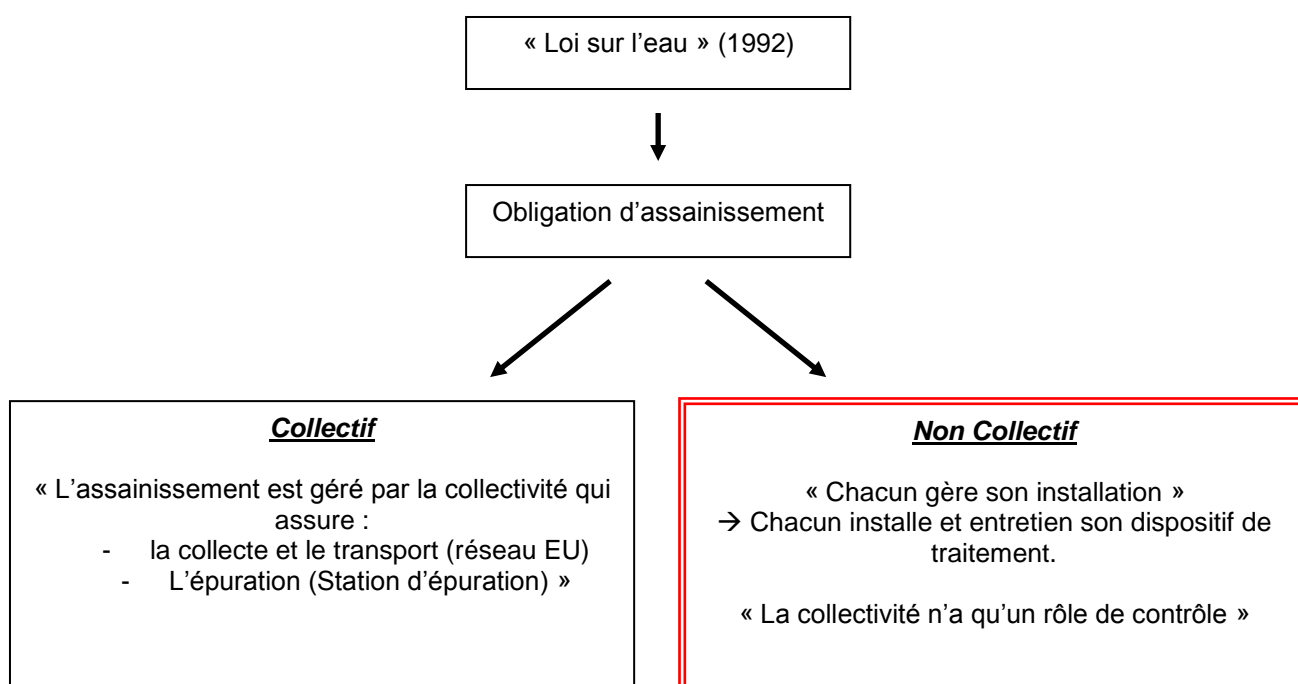 « Loi sur l’eau » (1992)
Obligation d’assainissement
Collectif
« L’assainissement est géré par la collectivité qui
assure :
- la collecte et le transport (réseau EU)
- L’épuration (Station d’épuration) »
Non Collectif
« Chacun gère son installation »
→ Chacun installe et entretien son dispositif de
traitement.
« La collectivité n’a qu’un rôle de contrôle »